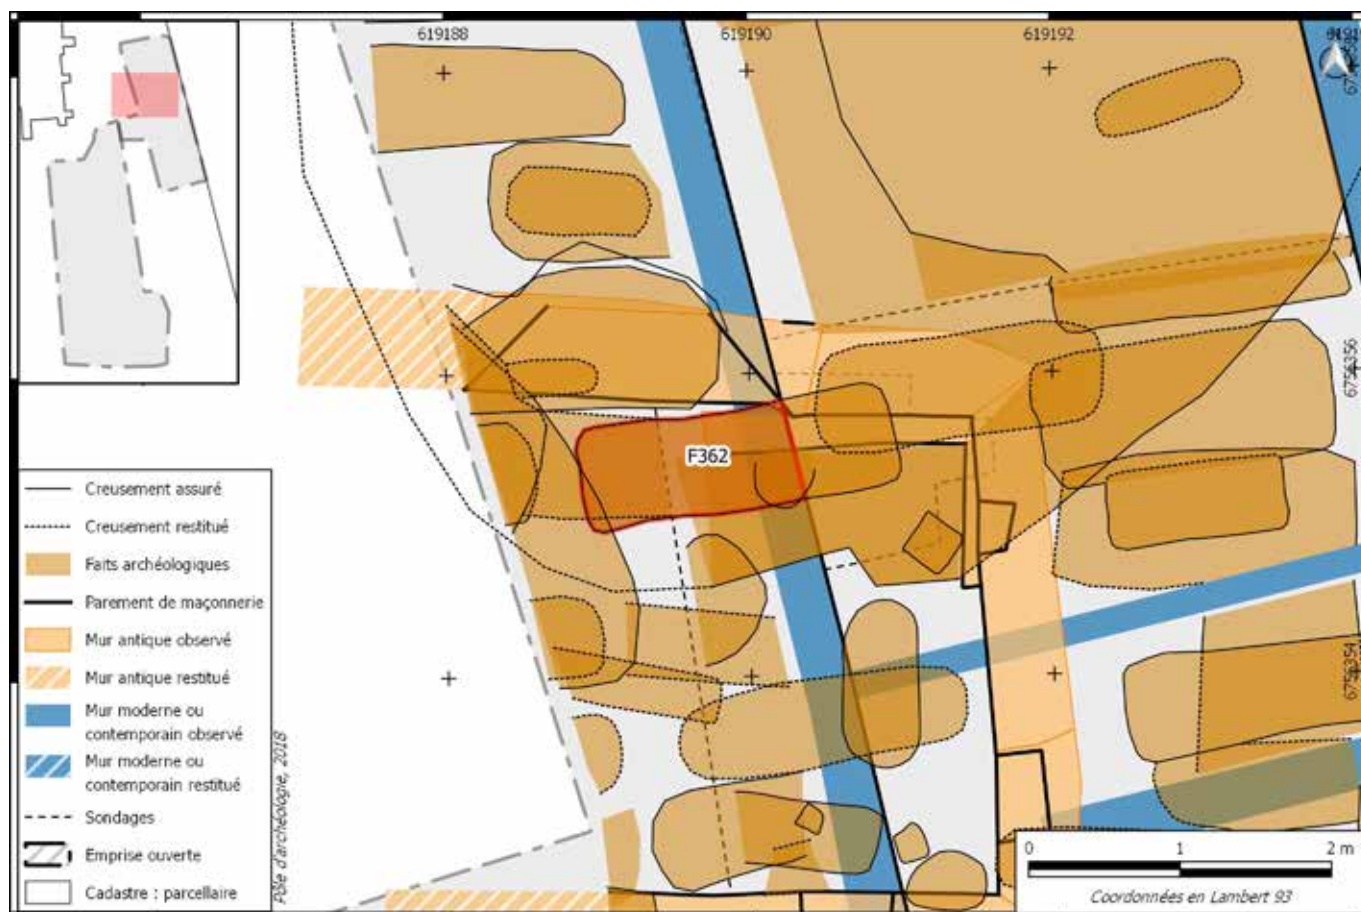 619188
619190
619192
6756356
F362
6756354
Creusement assuré
Creusement restitué
Faits archéologiques
Parement de maçonnerie
Mur antique observé
Mur antique restitué
Mur moderne ou
contemporain observé
Mur moderne ou
contemporain restitué
Sondages
Emprise ouverte
Cadastre : parcellaire
Pôle d'archéologie, 2018
0 1 2 m
Coordonnées en Lambert 93